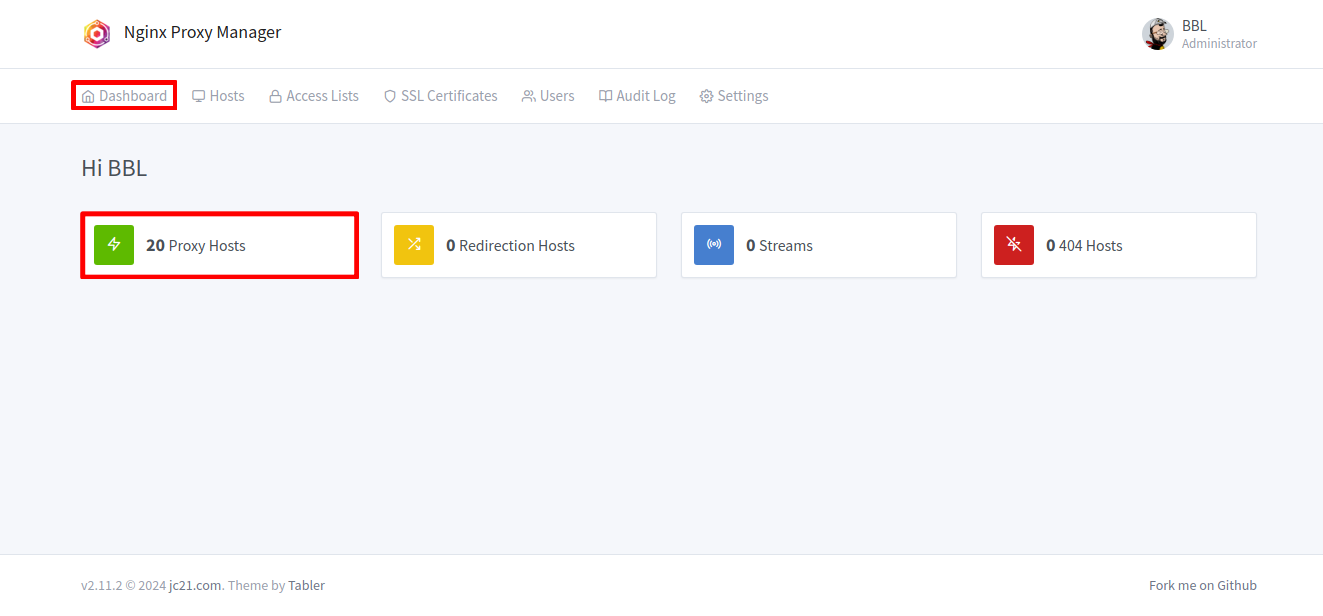 Nginx Proxy Manager
BBL
Administrator
Dashboard Hosts Access Lists SSL Certificates Users Audit Log Settings
Hi BBL
20 Proxy Hosts 0 Redirection Hosts 0 Streams 0 404 Hosts
v2.11.2 © 2024 jc21.com. Theme by Tabler Fork me on Github